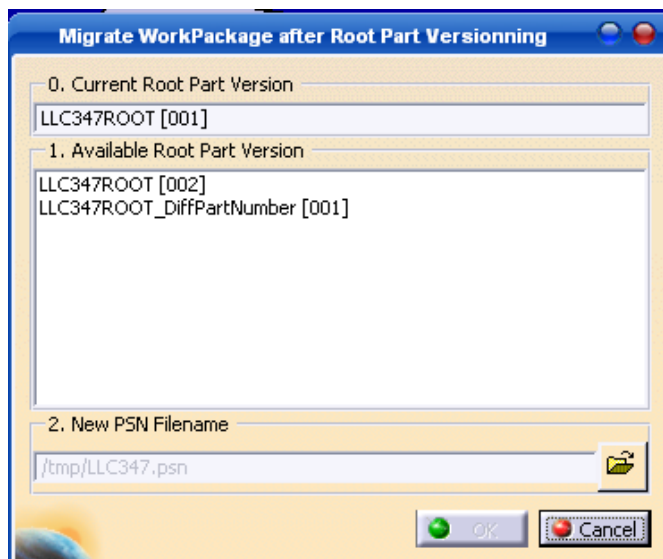 Migrate WorkPackage after Root Part Versionning
0. Current Root Part Version
LLC347ROOT [001]
1. Available Root Part Version
LLC347ROOT [002]
LLC347ROOT_DiffPartNumber [001]
2. New PSN Filename
/tmp/LLC347.psn
OK
Cancel